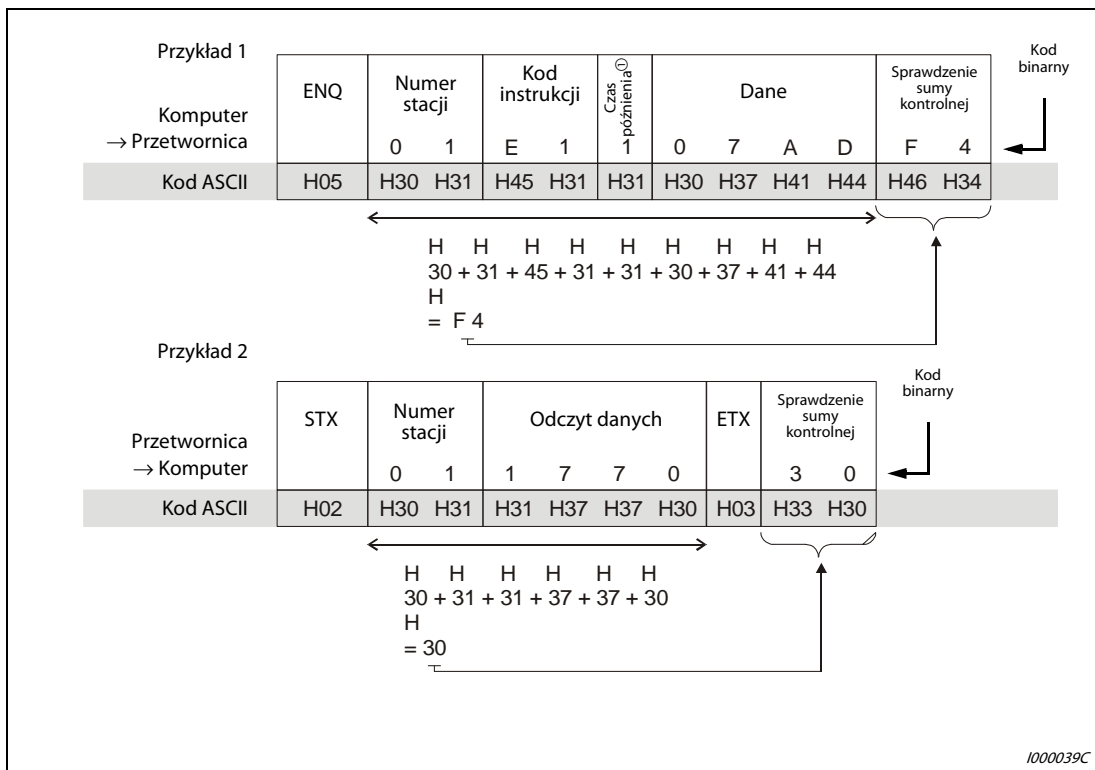 Przykład 1
Komputer
→ Przetwornica
ENQ
Numer stacji
Kod instrukcji
Czas późnienia①
Dane
Sprawdzenie sumy kontrolnej
Kod binarny
0 1 E 1 1 0 7 A D F 4
Kod ASCII H05 H30 H31 H45 H31 H31 H30 H37 H41 H44 H46 H34
H H H H H H H H H
30 + 31 + 45 + 31 + 31 + 30 + 37 + 41 + 44
H
= F 4
Przykład 2
Przetwornica
→ Komputer
STX
Numer stacji
Odczyt danych
ETX
Sprawdzenie sumy kontrolnej
Kod binarny
0 1 1 7 7 0 3 0
Kod ASCII H02 H30 H31 H31 H37 H37 H30 H03 H33 H30
H H H H H H
30 + 31 + 31 + 37 + 37 + 30
H
= 30
I000039C